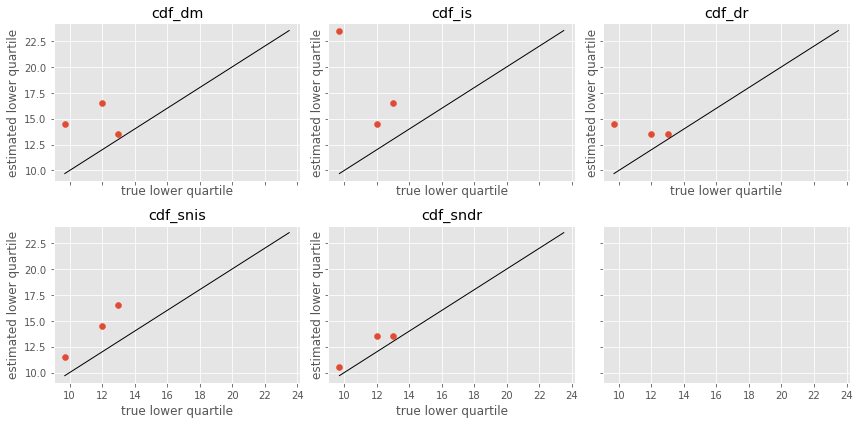 cdf_dm
cdf_is
cdf_dr
estimated lower quartile
22.5
20.0
17.5
15.0
12.5
10.0
true lower quartile
estimated lower quartile
true lower quartile
estimated lower quartile
true lower quartile
cdf_snis
cdf_sndr
estimated lower quartile
22.5
20.0
17.5
15.0
12.5
10.0
10 12 14 16 18 20 22 24
true lower quartile
estimated lower quartile
10 12 14 16 18 20 22 24
true lower quartile
10 12 14 16 18 20 22 24